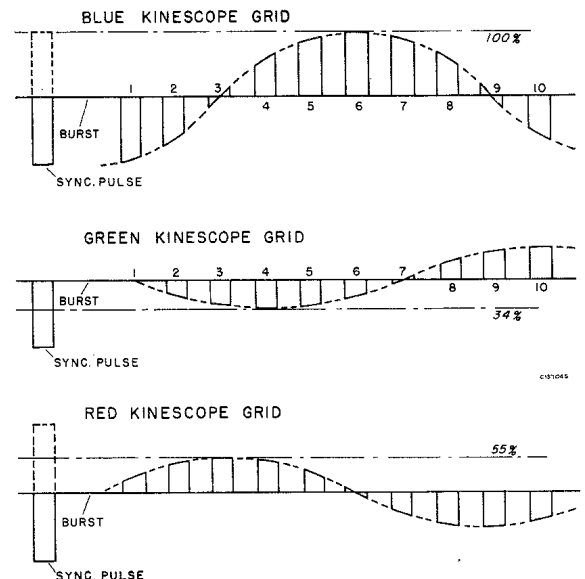 BLUE KINESCOPE GRID
100%
1 2 3 9 10
4 5 6 7 8
BURST
SYNC. PULSE
GREEN KINESCOPE GRID
1 2 3 4 5 6 7
BURST
8 9 10
34%
SYNC. PULSE
RED KINESCOPE GRID
55%
BURST
SYNC. PULSE